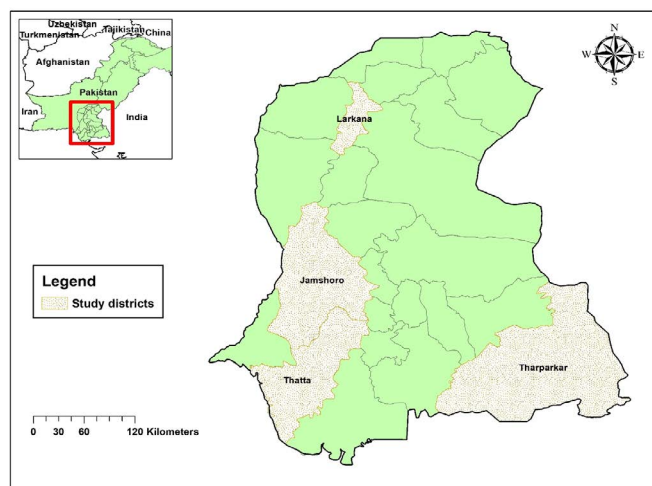 Uzbekistan
Turkmenistan
Tajikistan
China
Afghanistan
Pakistan
Iran
India
N
W
E
S
Larkana
Jamshoro
Thatta
Tharparkar
Legend
Study districts
0 30 60 120 Kilometers